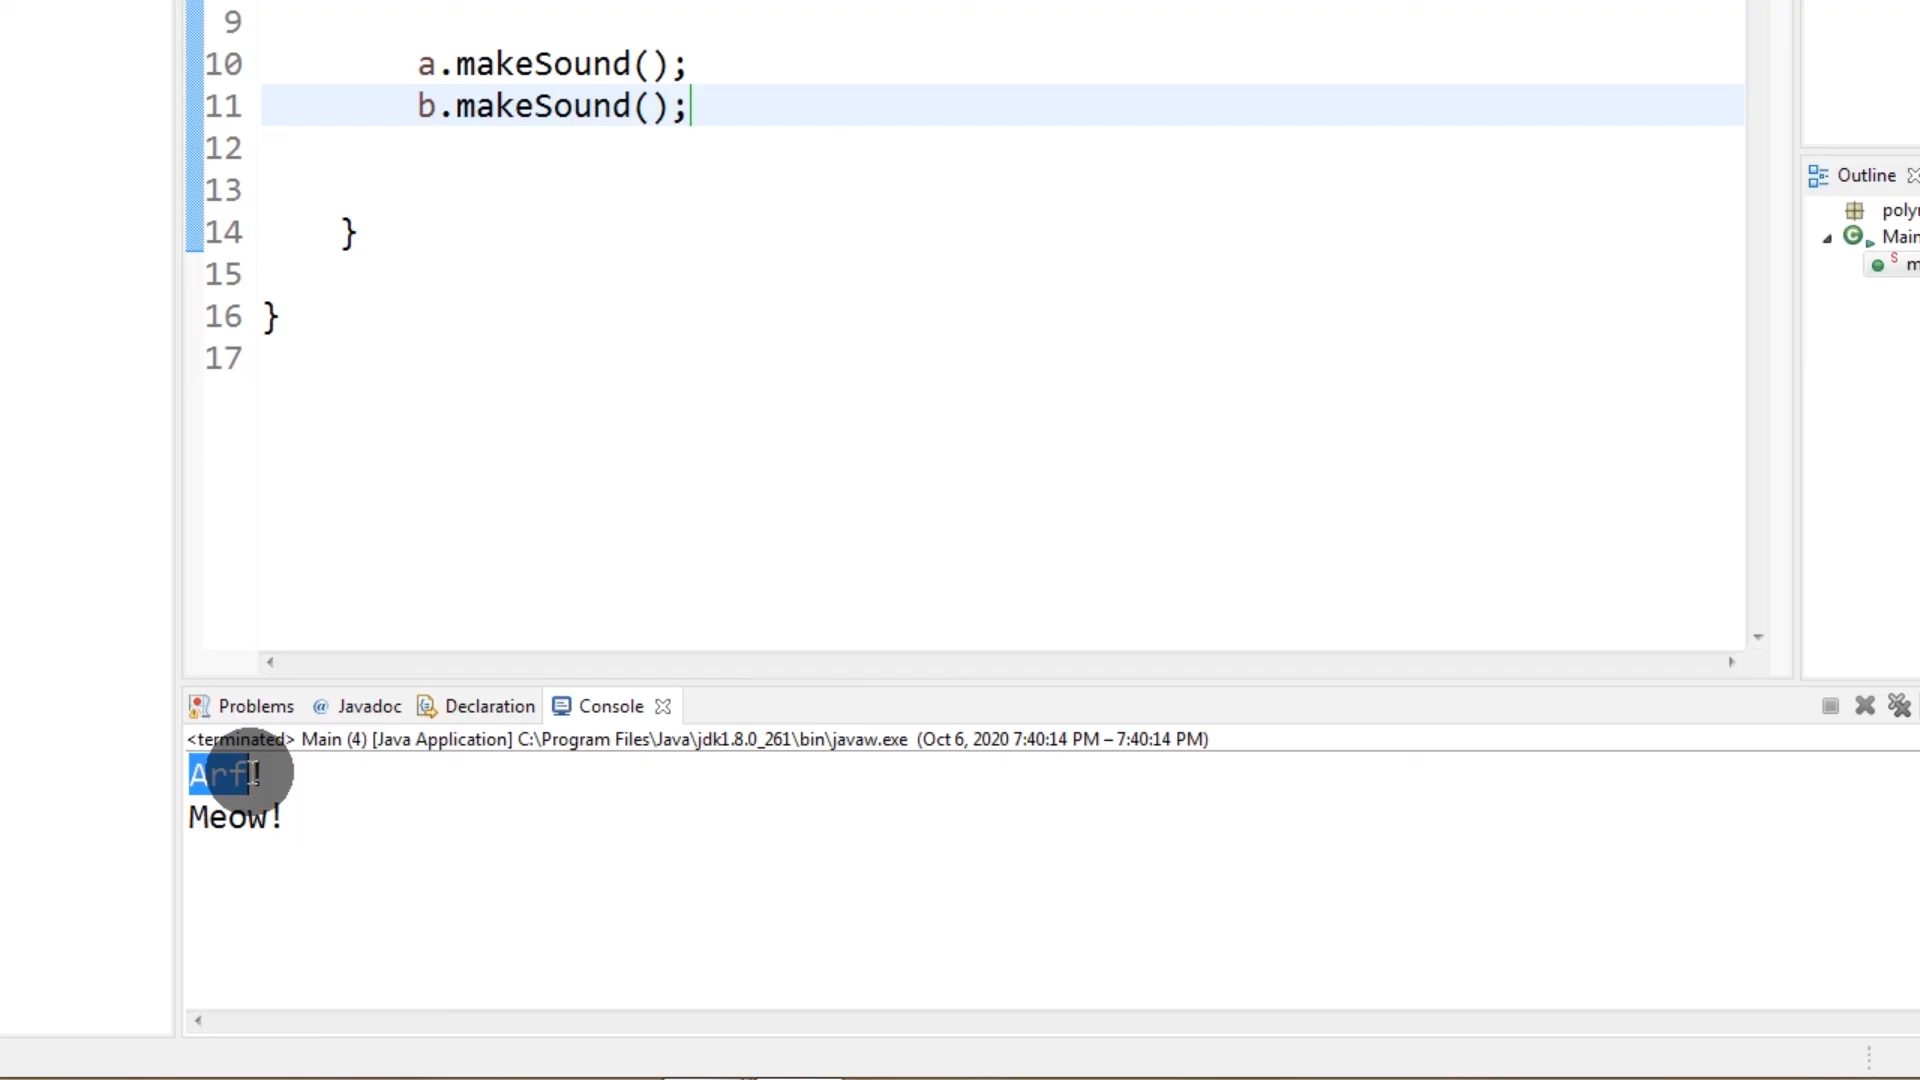 9
10 a.makeSound();
11 b.makeSound();
12
13
14 }
15
16 }
17
Outline
Main
Problems @ Javadoc Declaration Console
<terminated> Main (4) [Java Application] C:\Program Files\Java\jdk1.8.0_261\bin\javaw.exe (Oct 6, 2020 7:40:14 PM – 7:40:14 PM)
Arf!
Meow!